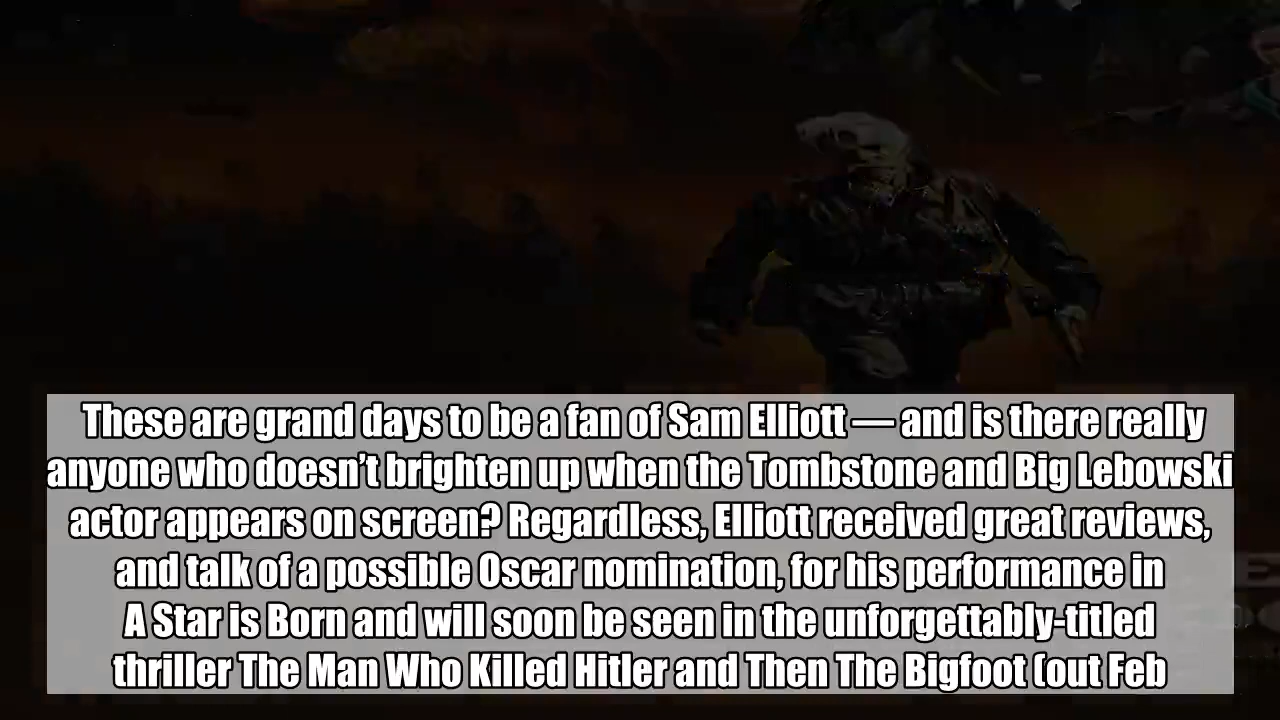 These are grand days to be a fan of Sam Elliott — and is there really
anyone who doesn’t brighten up when the Tombstone and Big Lebowski
actor appears on screen? Regardless, Elliott received great reviews,
and talk of a possible Oscar nomination, for his performance in
A Star is Born and will soon be seen in the unforgettably-titled
thriller The Man Who Killed Hitler and Then The Bigfoot (out Feb